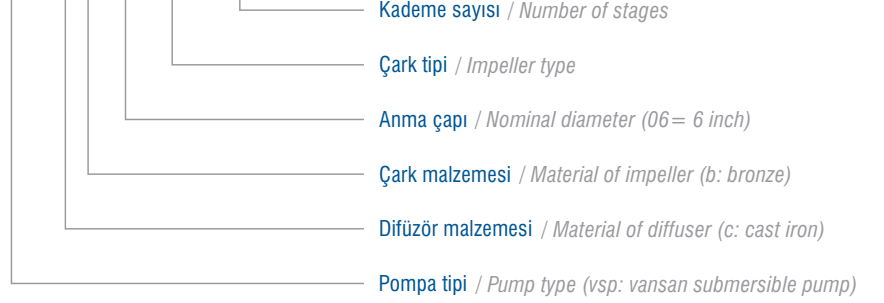 Kademe sayısı / Number of stages
Çark tipi / Impeller type
Anma çapı / Nominal diameter (06= 6 inch)
Çark malzemesi / Material of impeller (b: bronze)
Difüzör malzemesi / Material of diffuser (c: cast iron)
Pompa tipi / Pump type (vsp: vansan submersible pump)